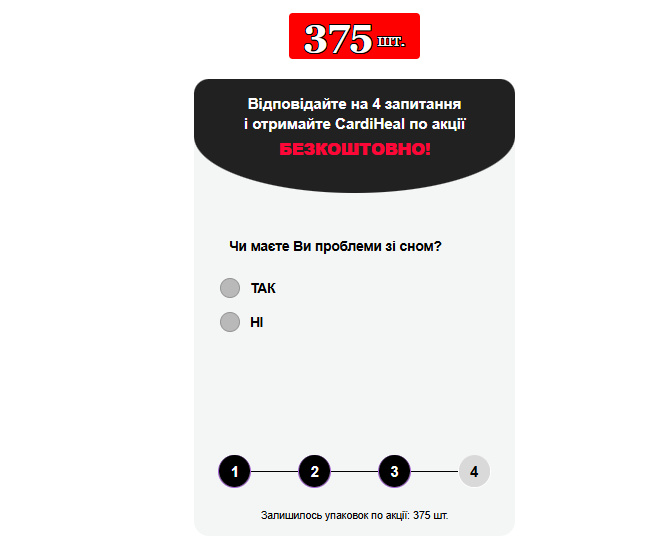 375 шт.
Відповідайте на 4 запитання
і отримайте CardiHeal по акції
БЕЗКОШТОВНО!
Чи маєте Ви проблеми зі сном?
ТАК
НІ
1 2 3 4
Залишилось упаковок по акції: 375 шт.